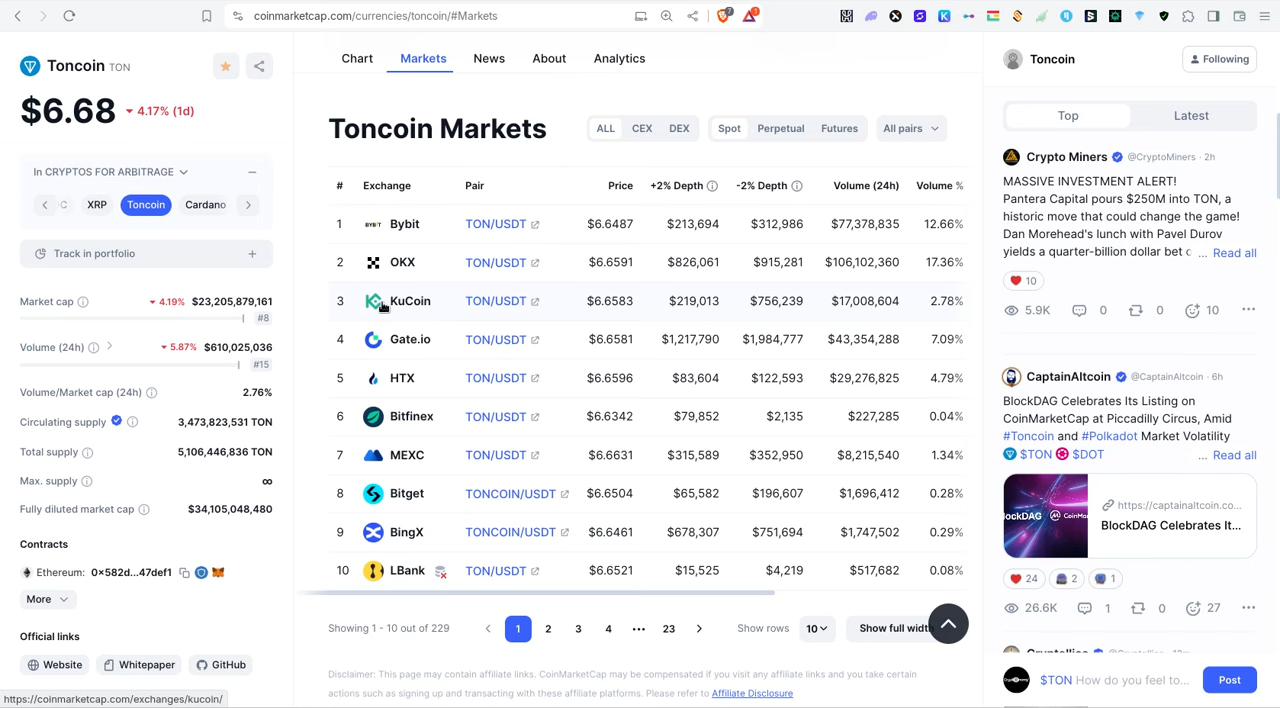 coinmarketcap.com/currencies/toncoin/#Markets
7
Toncoin TON
$6.68 4.17% (1d)
In CRYPTOS FOR ARBITRAGE
XRP Toncoin Cardano
Track in portfolio
Market cap 4.19% $23,205,879,161
#8
Volume (24h) 5.87% $610,025,036
#15
Volume/Market cap (24h) 2.76%
Circulating supply 3,473,823,531 TON
Total supply 5,106,446,836 TON
Max. supply ∞
Fully diluted market cap $34,105,048,480
Contracts
Ethereum: 0x582d...47def1
More
Official links
Website Whitepaper GitHub
https://coinmarketcap.com/exchanges/kucoin/
Chart Markets News About Analytics
Toncoin Markets
ALL CEX DEX Spot Perpetual Futures All pairs
# Exchange Pair Price +2% Depth -2% Depth Volume (24h) Volume %
1 Bybit TON/USDT $6.6487 $213,694 $312,986 $77,378,835 12.66%
2 OKX TON/USDT $6.6591 $826,061 $915,281 $106,102,360 17.36%
3 KuCoin TON/USDT $6.6583 $219,013 $756,239 $17,008,604 2.78%
4 Gate.io TON/USDT $6.6581 $1,217,790 $1,984,777 $43,354,288 7.09%
5 HTX TON/USDT $6.6596 $83,604 $122,593 $29,276,825 4.79%
6 Bitfinex TON/USDT $6.6342 $79,852 $2,135 $227,285 0.04%
7 MEXC TON/USDT $6.6631 $315,589 $352,950 $8,215,540 1.34%
8 Bitget TONCOIN/USDT $6.6504 $65,582 $196,607 $1,696,412 0.28%
9 BingX TONCOIN/USDT $6.6461 $678,307 $751,694 $1,747,502 0.29%
10 LBank TON/USDT $6.6521 $15,525 $4,219 $517,682 0.08%
Showing 1 - 10 out of 229 1 2 3 4 ••• 23 Show rows 10 Show full width
Disclaimer: This page may contain affiliate links. CoinMarketCap may be compensated if you visit any affiliate links and you take certain
actions such as signing up and transacting with these affiliate platforms. Please refer to Affiliate Disclosure
Toncoin Following
Top Latest
Crypto Miners @CryptoMiners · 2h
MASSIVE INVESTMENT ALERT!
Pantera Capital pours $250M into TON, a
historic move that could change the game!
Dan Morehead's lunch with Pavel Durov
yields a quarter-billion dollar bet ... Read all
10
5.9K 0 0 10
CaptainAltcoin @CaptainAltcoin · 6h
BlockDAG Celebrates Its Listing on
CoinMarketCap at Piccadilly Circus, Amid
#Toncoin and #Polkadot Market Volatility
$TON $DOT ... Read all
https://captainaltcoin.co...
BlockDAG Celebrates It...
24 2 1
26.6K 1 0 27
$TON How do you feel to... Post